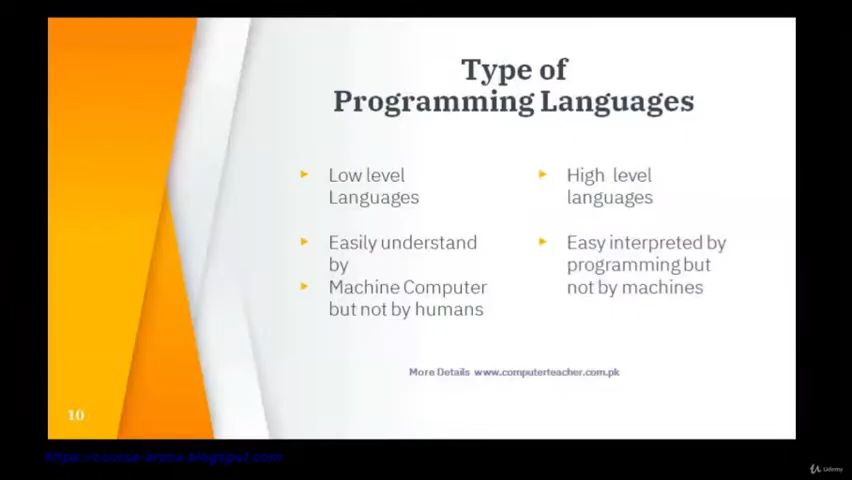 Type of
Programming Languages
Low level
Languages
Easily understand
by
Machine Computer
but not by humans
High level
languages
Easy interpreted by
programming but
not by machines
More Details www.computerteacher.com.pk
10
https://course-arena.blogspot.com
Udemy